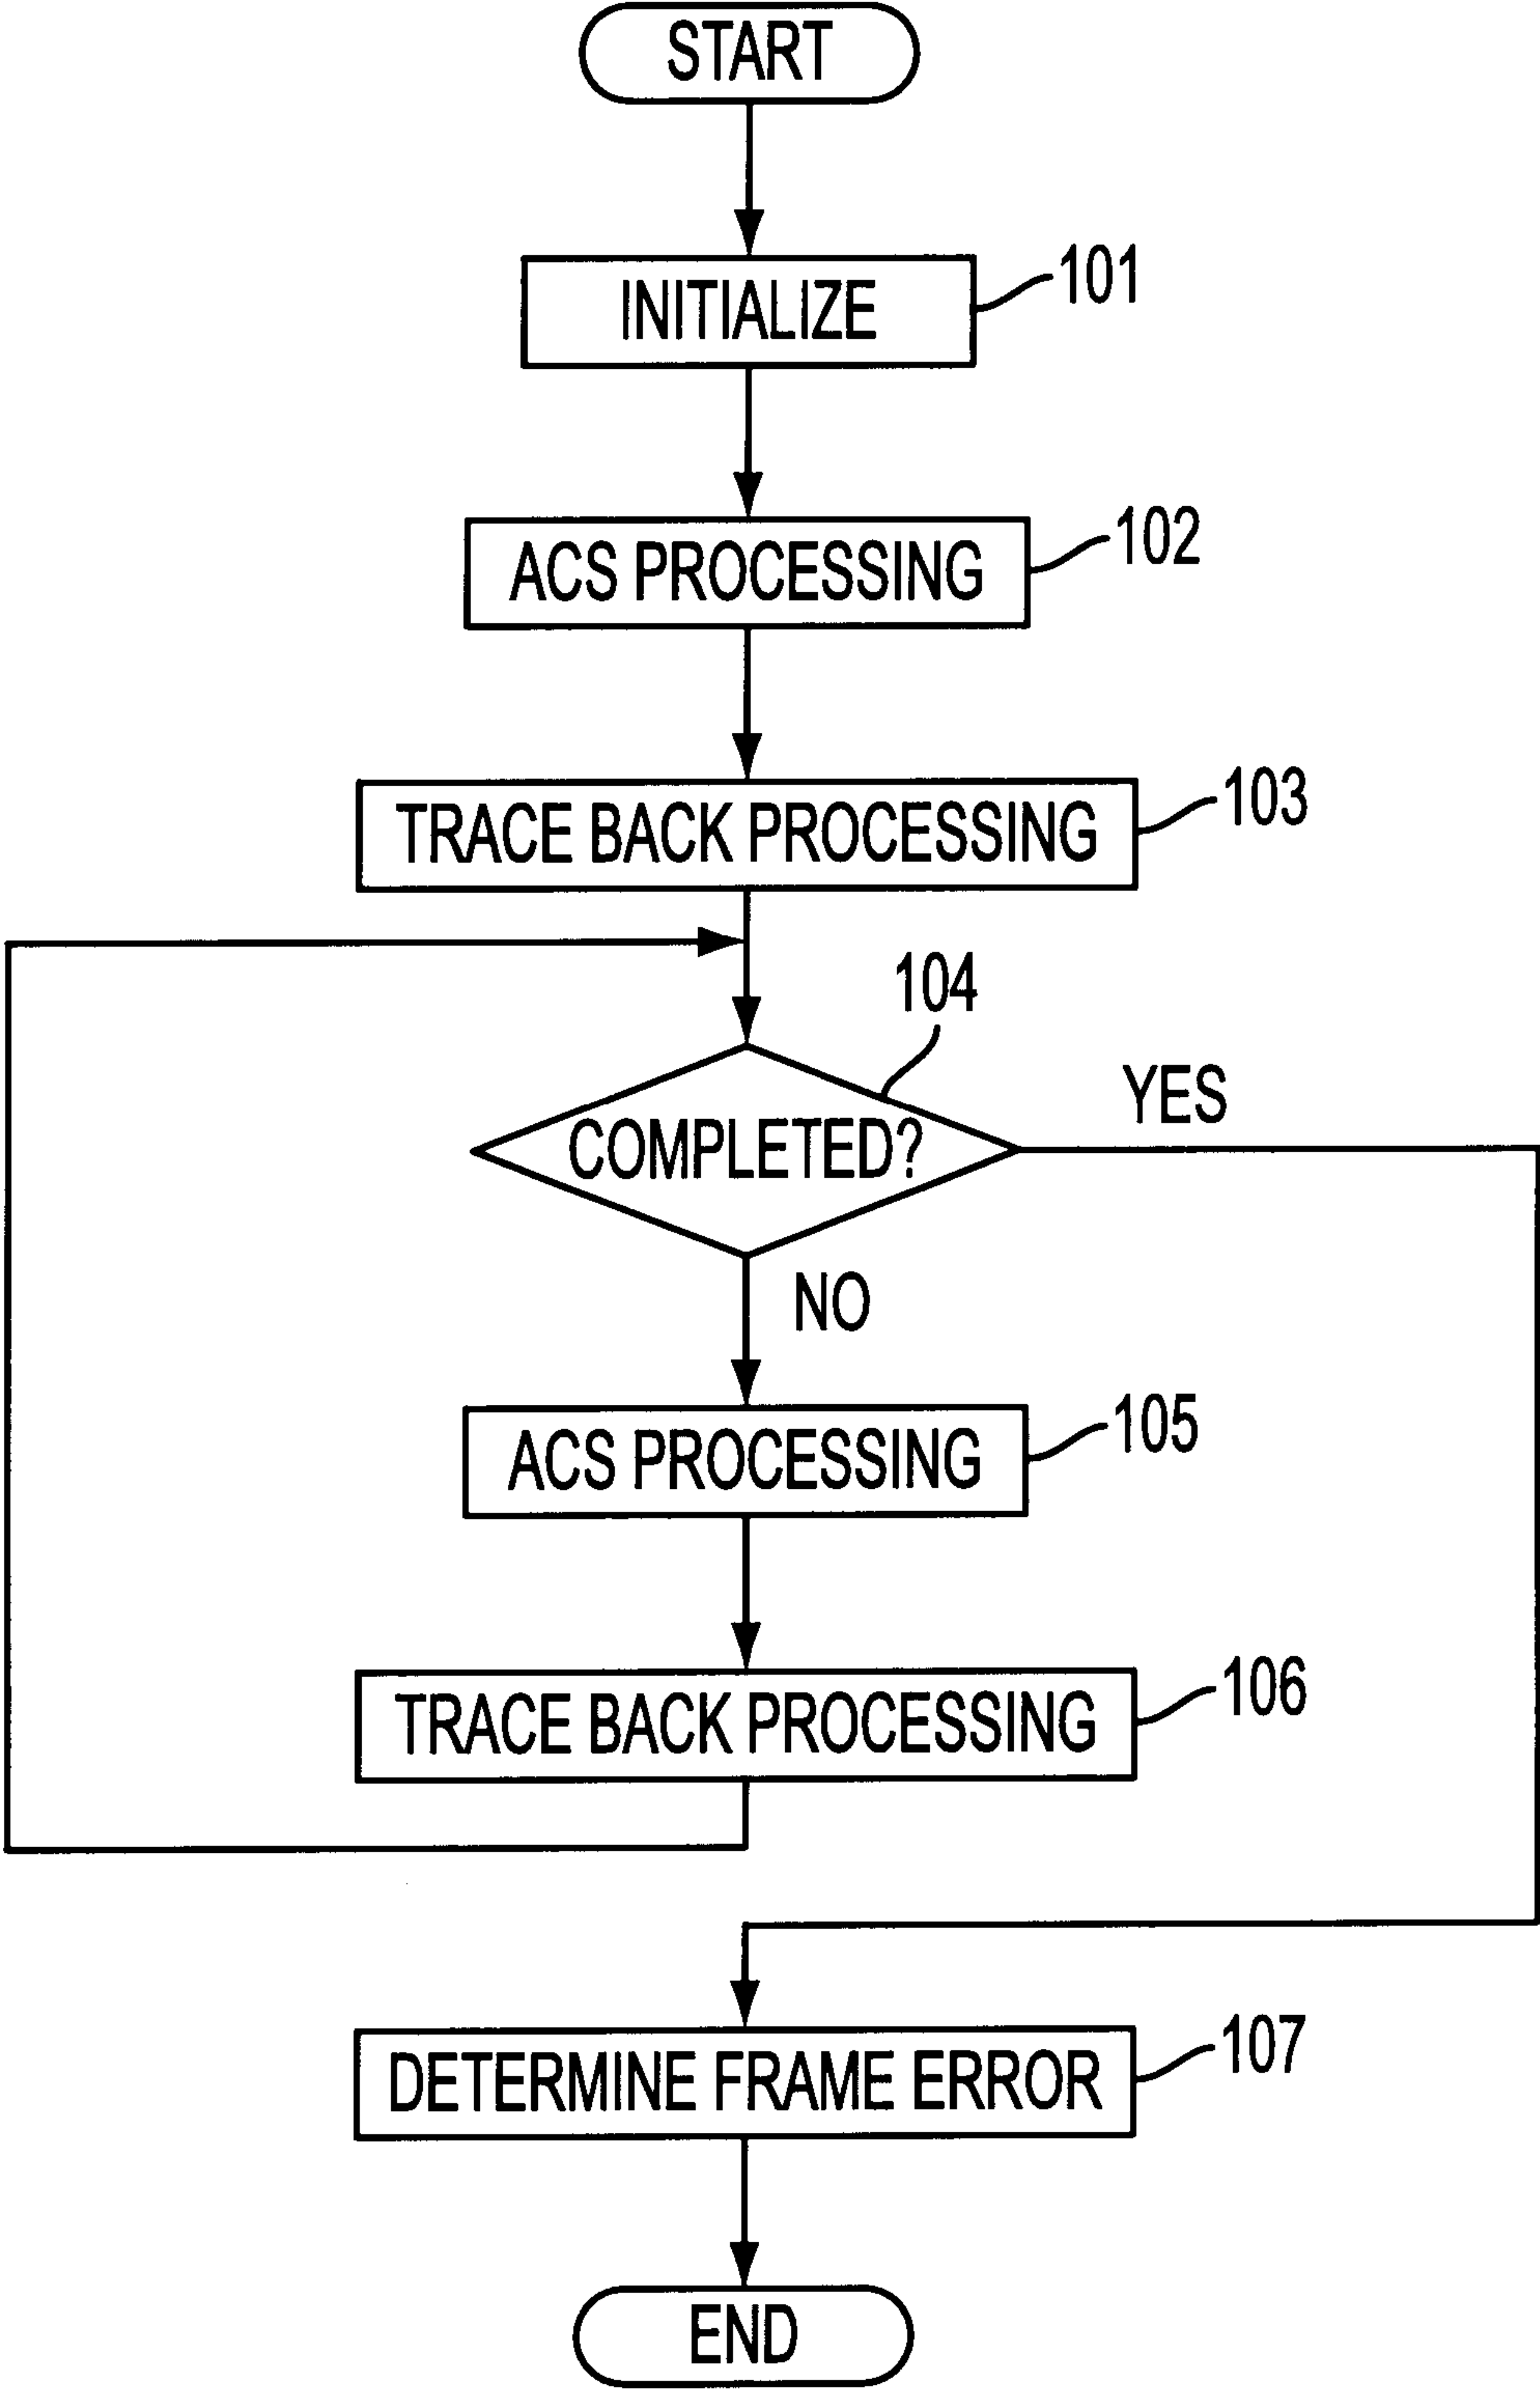 START
INITIALIZE
101
ACS PROCESSING
102
TRACE BACK PROCESSING
103
104
COMPLETED?
YES
NO
ACS PROCESSING
105
TRACE BACK PROCESSING
106
DETERMINE FRAME ERROR
107
END